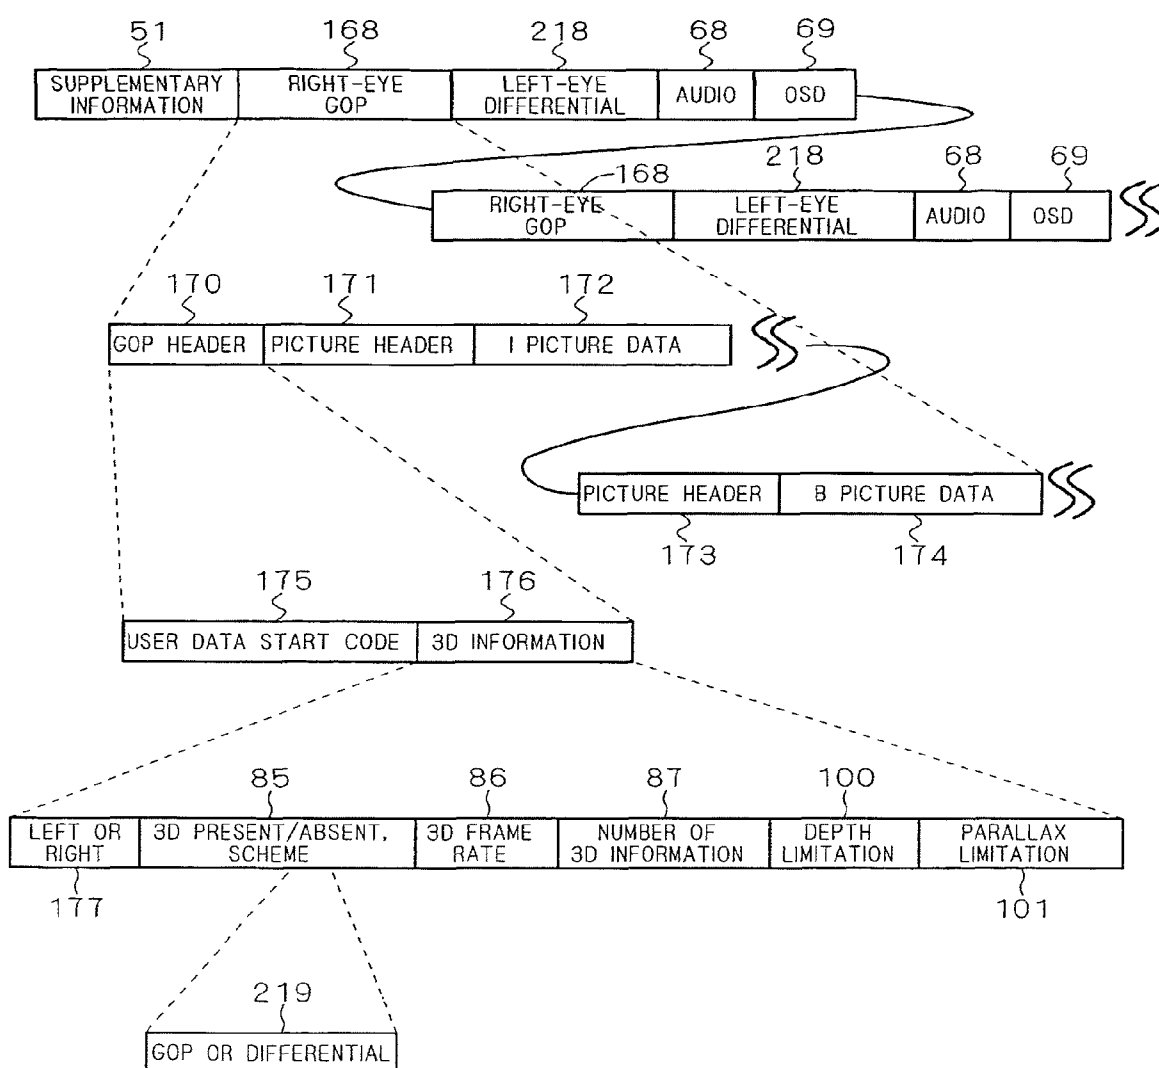 51 168 218 68 69
SUPPLEMENTARY INFORMATION RIGHT-EYE GOP LEFT-EYE DIFFERENTIAL AUDIO OSD
168 218 68 69
RIGHT-EYE GOP LEFT-EYE DIFFERENTIAL AUDIO OSD
170 171 172
GOP HEADER PICTURE HEADER I PICTURE DATA
PICTURE HEADER B PICTURE DATA
173 174
175 176
USER DATA START CODE 3D INFORMATION
85 86 87 100
LEFT OR RIGHT 3D PRESENT/ABSENT, SCHEME 3D FRAME RATE NUMBER OF 3D INFORMATION DEPTH LIMITATION PARALLAX LIMITATION
177 101
219
GOP OR DIFFERENTIAL